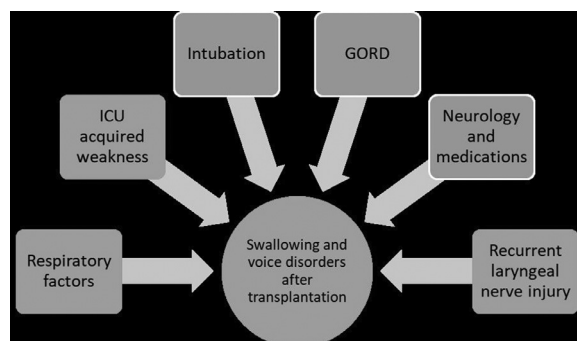 Intubation
GORD
ICU
acquired
weakness
Neurology
and
medications
Respiratory
factors
Swallowing and
voice disorders
after
transplantation
Recurrent
laryngeal
nerve injury